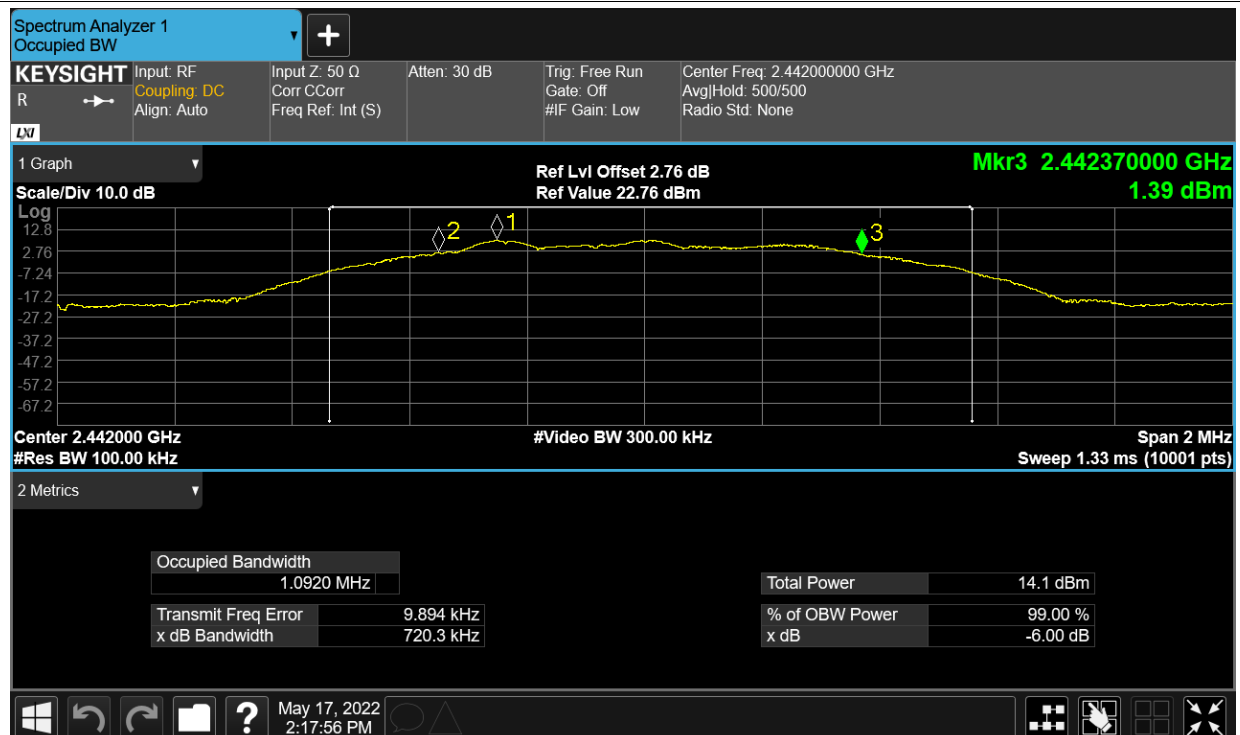 Spectrum Analyzer 1
Occupied BW
KEYSIGHT Input: RF Input Z: 50 Ω Atten: 30 dB Trig: Free Run Center Freq: 2.442000000 GHz
R Coupling: DC Corr CCorr Gate: Off Avg|Hold: 500/500
Align: Auto Freq Ref: Int (S) #IF Gain: Low Radio Std: None
LXI
1 Graph Ref Lvl Offset 2.76 dB Mkr3 2.442370000 GHz
Scale/Div 10.0 dB Ref Value 22.76 dBm 1.39 dBm
Log
12.8
2.76
-7.24
-17.2
-27.2
-37.2
-47.2
-57.2
-67.2
2 1 3
Center 2.442000 GHz #Video BW 300.00 kHz Span 2 MHz
#Res BW 100.00 kHz Sweep 1.33 ms (10001 pts)
2 Metrics
Occupied Bandwidth
1.0920 MHz Total Power 14.1 dBm
Transmit Freq Error 9.894 kHz % of OBW Power 99.00 %
x dB Bandwidth 720.3 kHz x dB -6.00 dB
? May 17, 2022
2:17:56 PM